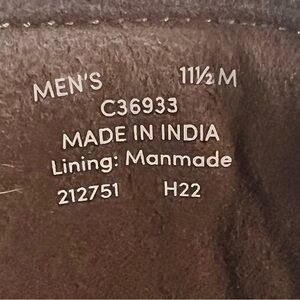 MEN'S 11½ M
C36933
MADE IN INDIA
Lining: Manmade
212751 H22